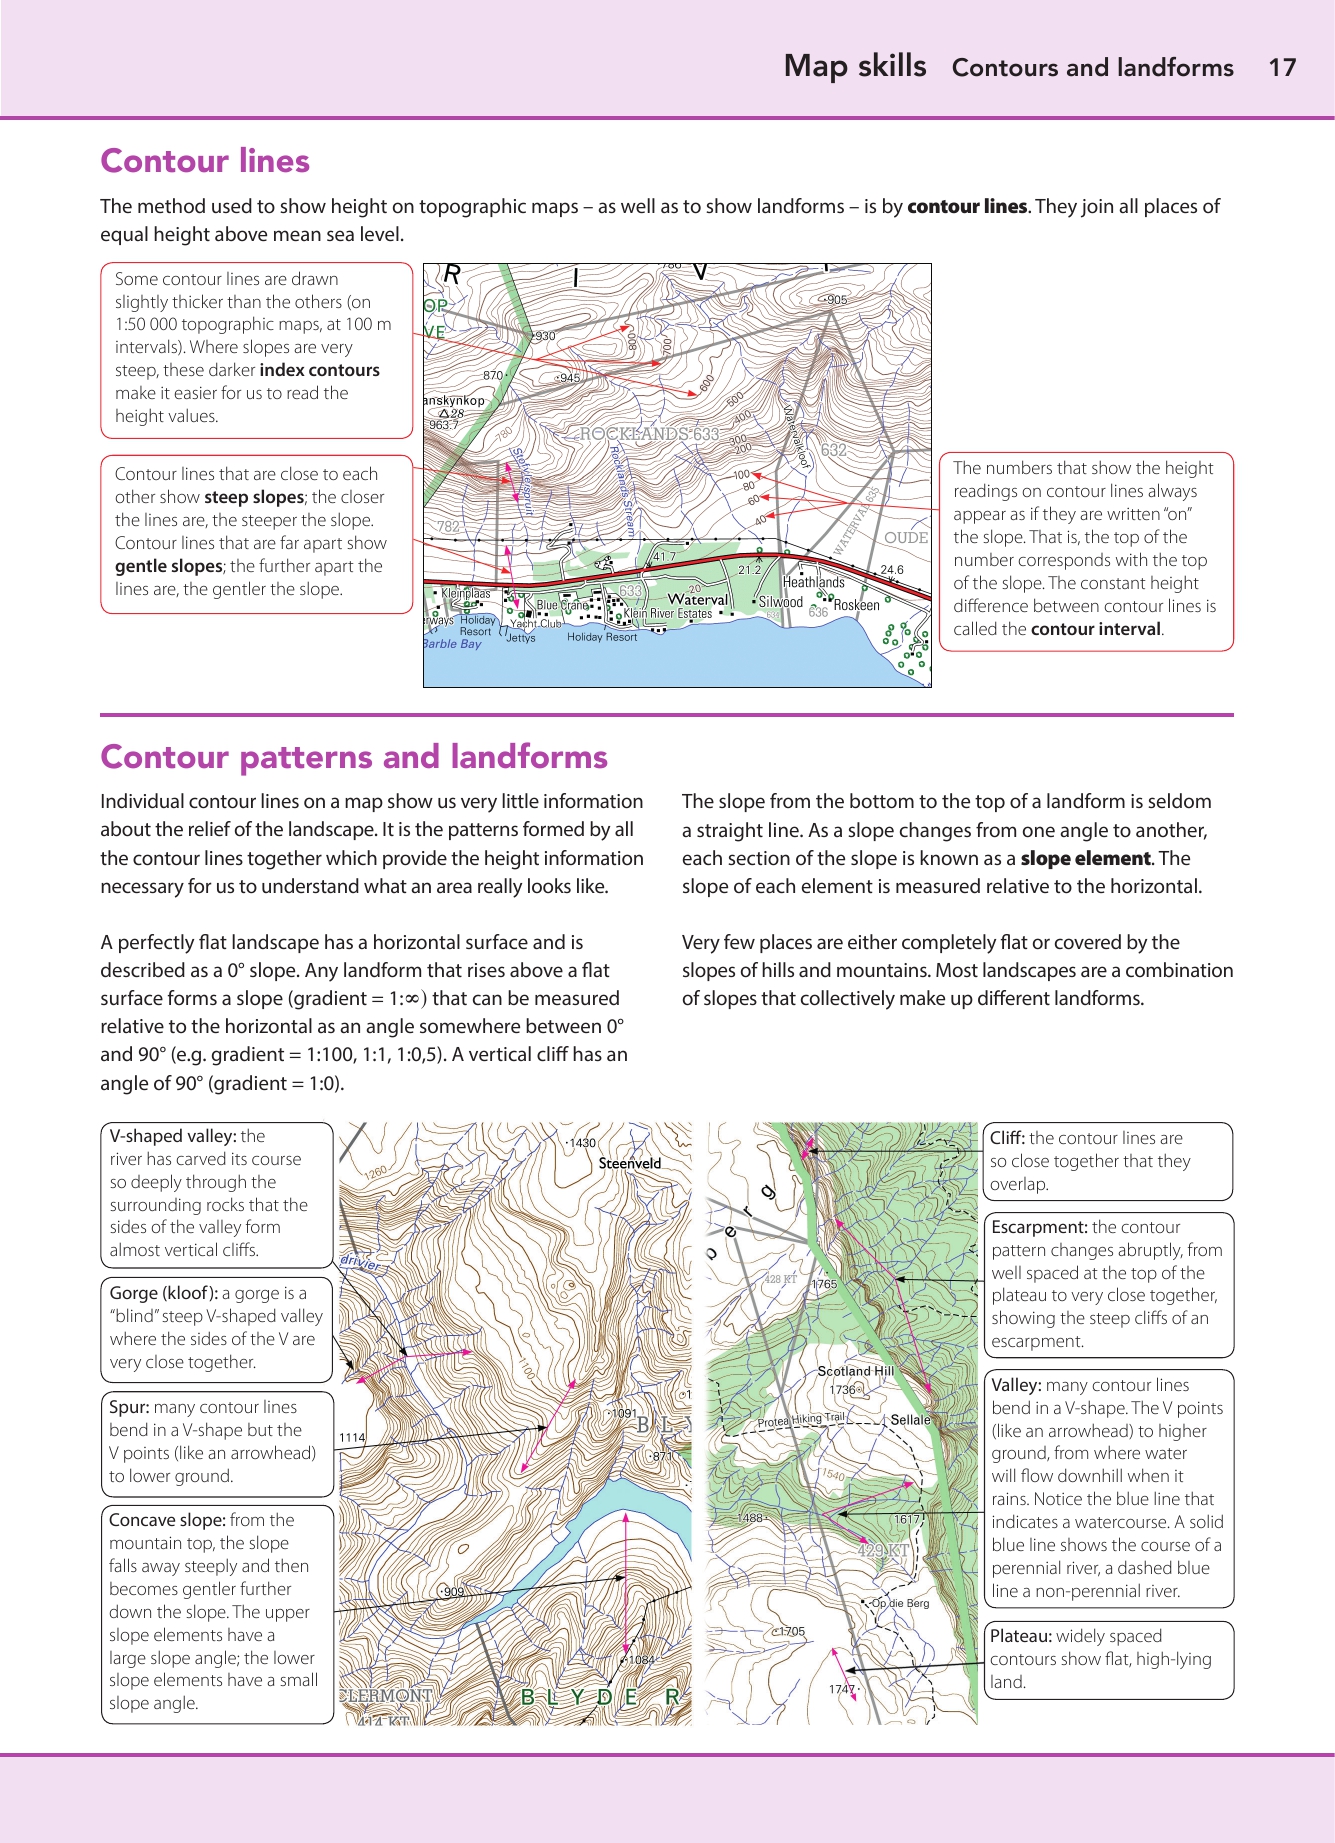 Map skills Contours and landforms 17
Contour lines
The method used to show height on topographic maps – as well as to show landforms – is by contour lines. They join all places of
equal height above mean sea level.
Some contour lines are drawn
slightly thicker than the others (on
1:50 000 topographic maps, at 100 m
intervals). Where slopes are very
steep, these darker index contours
make it easier for us to read the
height values.
Contour lines that are close to each
other show steep slopes; the closer
the lines are, the steeper the slope.
Contour lines that are far apart show
gentle slopes; the further apart the
lines are, the gentler the slope.
R I V
OP
VE
905
930
800
700
870
945
600
anskynkop
28
963.7
500
400
780
ROCKLANDS 633
300
200
Watervalkloof
632
Stefverspruit
Rocklands Stream
100
80
60
40
WATERVAL 635
782
OUDE
41.7
21.2
24.6
Heathlands
Kleinplaas
633
20
Waterval
Silwood
Roskeen
Blue Crane
Klein River Estates
634
636
erways
Holiday
Resort
Yacht Club
Jettys
Holiday Resort
Barble Bay
The numbers that show the height
readings on contour lines always
appear as if they are written “on”
the slope. That is, the top of the
number corresponds with the top
of the slope. The constant height
difference between contour lines is
called the contour interval.
Contour patterns and landforms
Individual contour lines on a map show us very little information
about the relief of the landscape. It is the patterns formed by all
the contour lines together which provide the height information
necessary for us to understand what an area really looks like.
A perfectly flat landscape has a horizontal surface and is
described as a 0° slope. Any landform that rises above a flat
surface forms a slope (gradient = 1:∞) that can be measured
relative to the horizontal as an angle somewhere between 0°
and 90° (e.g. gradient = 1:100, 1:1, 1:0,5). A vertical cliff has an
angle of 90° (gradient = 1:0).
The slope from the bottom to the top of a landform is seldom
a straight line. As a slope changes from one angle to another,
each section of the slope is known as a slope element. The
slope of each element is measured relative to the horizontal.
Very few places are either completely flat or covered by the
slopes of hills and mountains. Most landscapes are a combination
of slopes that collectively make up different landforms.
V-shaped valley: the
river has carved its course
so deeply through the
surrounding rocks that the
sides of the valley form
almost vertical cliffs.
Gorge (kloof): a gorge is a
“blind” steep V-shaped valley
where the sides of the V are
very close together.
Spur: many contour lines
bend in a V-shape but the
V points (like an arrowhead)
to lower ground.
Concave slope: from the
mountain top, the slope
falls away steeply and then
becomes gentler further
down the slope. The upper
slope elements have a
large slope angle; the lower
slope elements have a small
slope angle.
1430
Steenveld
1260
drivier
1100
1091
BLY
1114
871
909
1084
CLERMONT
414 KT
BLYDE R
berg
428 KT
1765
Scotland Hill
1736
Protea Hiking Trail
Sellale
1540
1488
1617
429 KT
Op die Berg
1705
1747
Cliff: the contour lines are
so close together that they
overlap.
Escarpment: the contour
pattern changes abruptly, from
well spaced at the top of the
plateau to very close together,
showing the steep cliffs of an
escarpment.
Valley: many contour lines
bend in a V-shape. The V points
(like an arrowhead) to higher
ground, from where water
will flow downhill when it
rains. Notice the blue line that
indicates a watercourse. A solid
blue line shows the course of a
perennial river, a dashed blue
line a non-perennial river.
Plateau: widely spaced
contours show flat, high-lying
land.